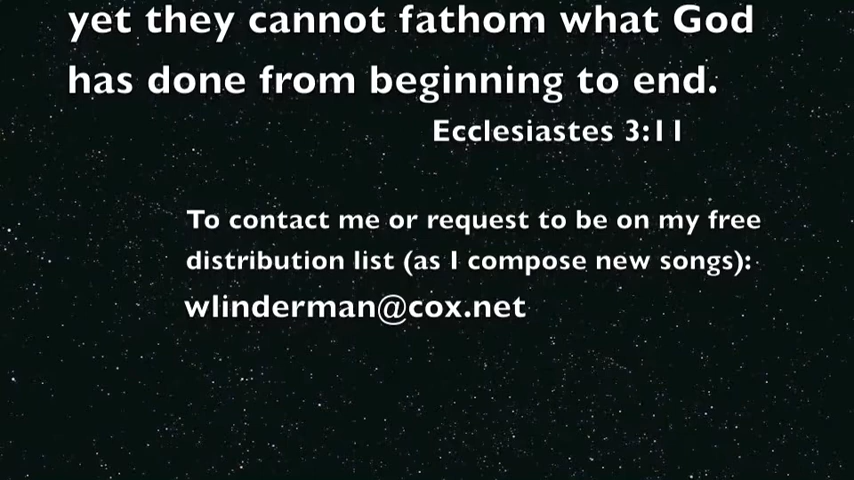 yet they cannot fathom what God
has done from beginning to end.
Ecclesiastes 3:11
To contact me or request to be on my free
distribution list (as I compose new songs):
wlinderman@cox.net